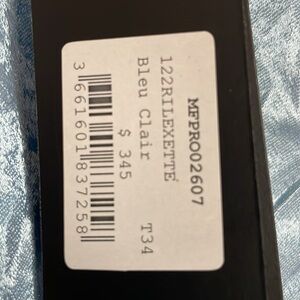 MFPRO02607
122RILEXETTE
Bleu Clair T34
$ 345
3 661601 837258